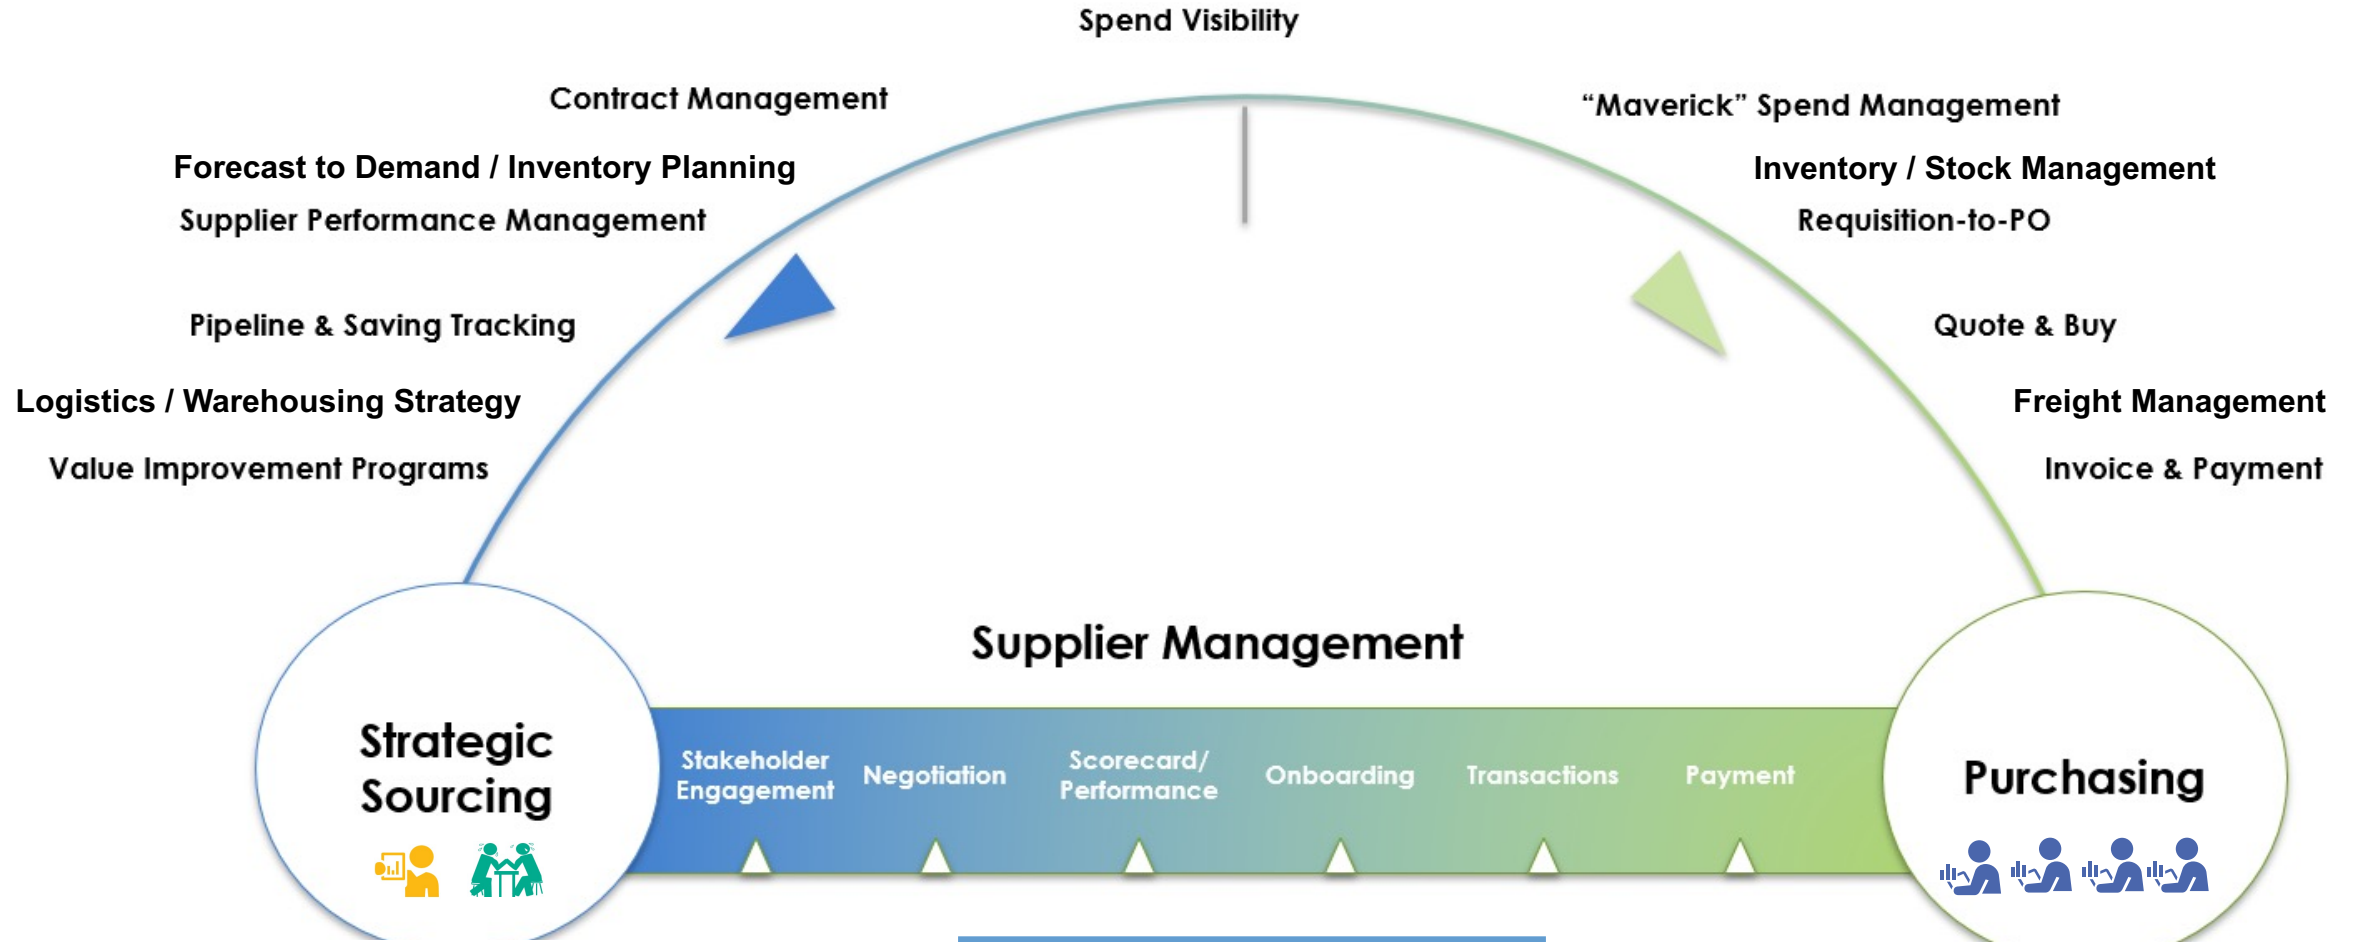 Spend Visibility
Contract Management
Forecast to Demand / Inventory Planning
Supplier Performance Management
Pipeline & Saving Tracking
Logistics / Warehousing Strategy
Value Improvement Programs
“Maverick” Spend Management
Inventory / Stock Management
Requisition-to-PO
Quote & Buy
Freight Management
Invoice & Payment
Supplier Management
Strategic
Sourcing
Stakeholder
Engagement
Negotiation
Scorecard/
Performance
Onboarding
Transactions
Payment
Purchasing